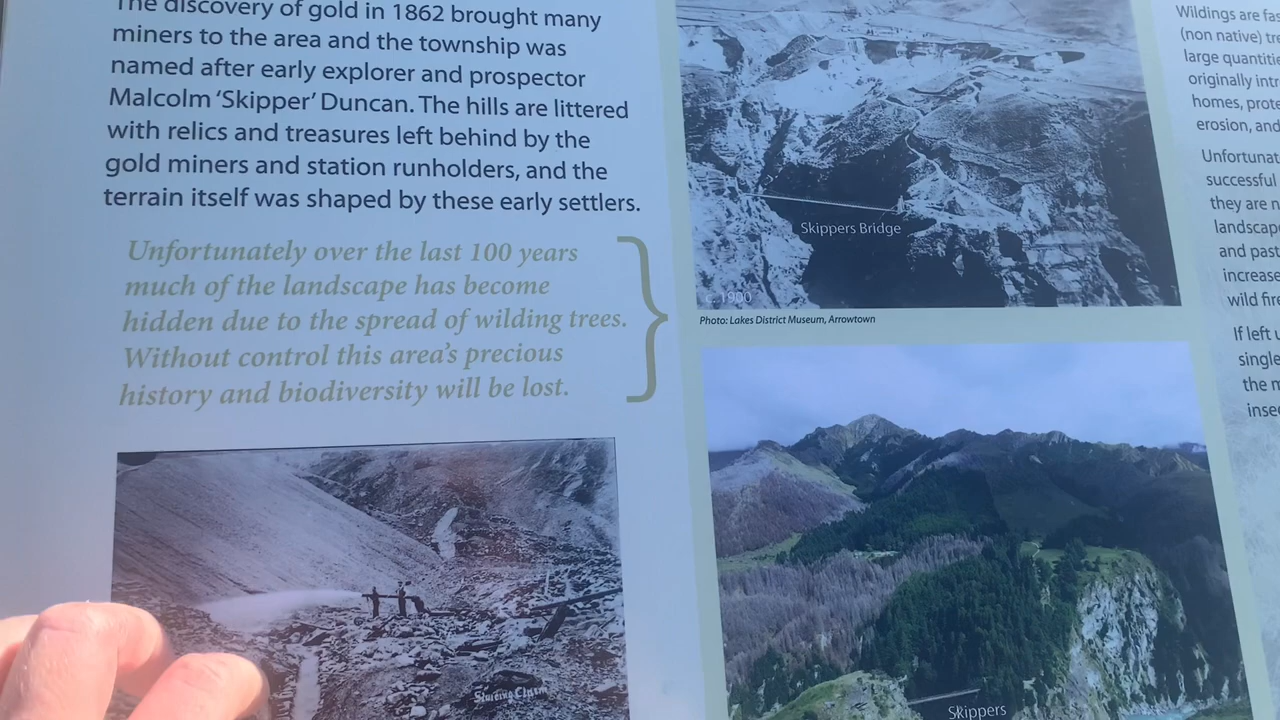 The discovery of gold in 1862 brought many
miners to the area and the township was
named after early explorer and prospector
Malcolm 'Skipper' Duncan. The hills are littered
with relics and treasures left behind by the
gold miners and station runholders, and the
terrain itself was shaped by these early settlers.
Unfortunately over the last 100 years
much of the landscape has become
hidden due to the spread of wilding trees.
Without control this area's precious
history and biodiversity will be lost.
Sluicing Claim
Skippers Bridge
c. 1900
Photo: Lakes District Museum, Arrowtown
Skippers
Wildings are fas
(non native) tre
large quantitie
originally intr
homes, prote
erosion, and
Unfortunat
successful
they are n
landscape
and past
increase
wild fire
If left u
single
the m
insec